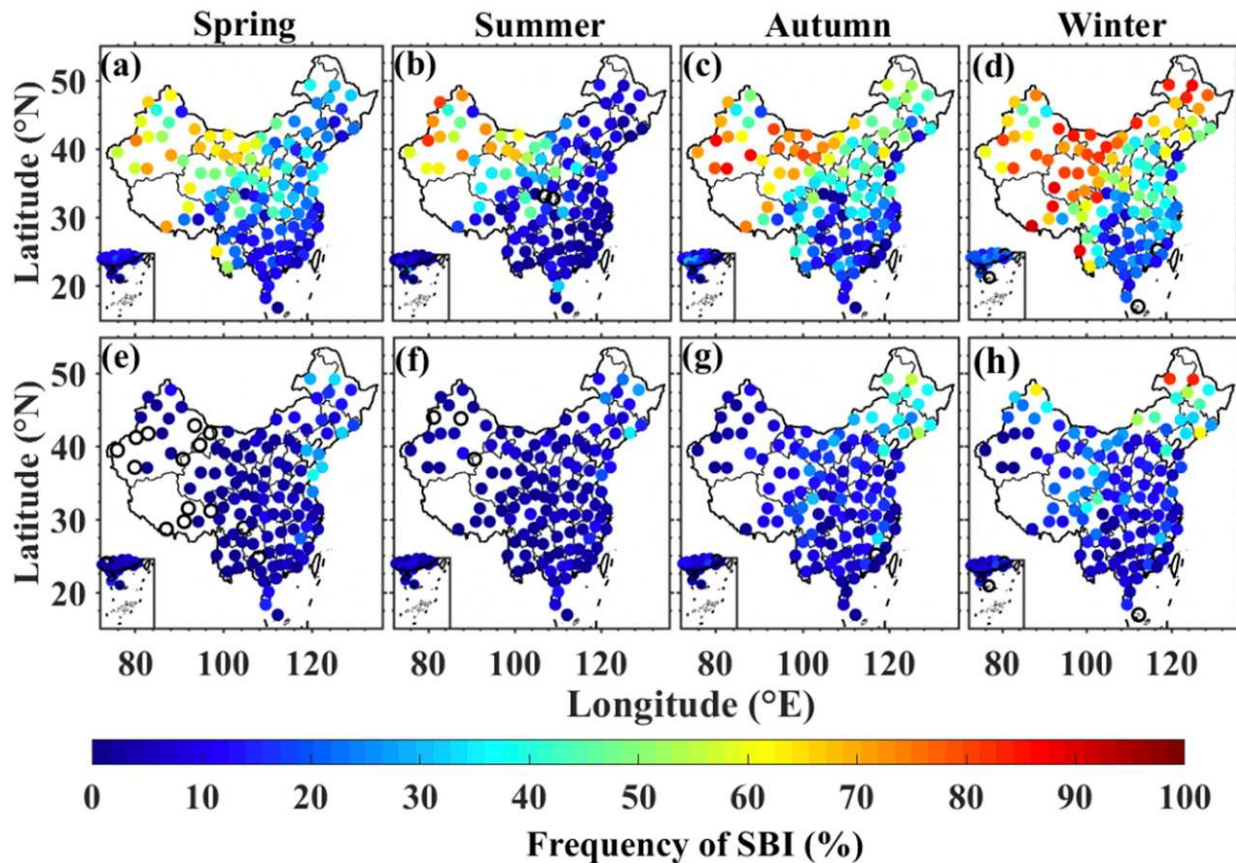 Spring Summer Autumn Winter
(a) (b) (c) (d)
50
40
30
20
Latitude (°N)
(e) (f) (g) (h)
50
40
30
20
Latitude (°N)
80 100 120 80 100 120 80 100 120 80 100 120
Longitude (°E)
0 10 20 30 40 50 60 70 80 90 100
Frequency of SBI (%)